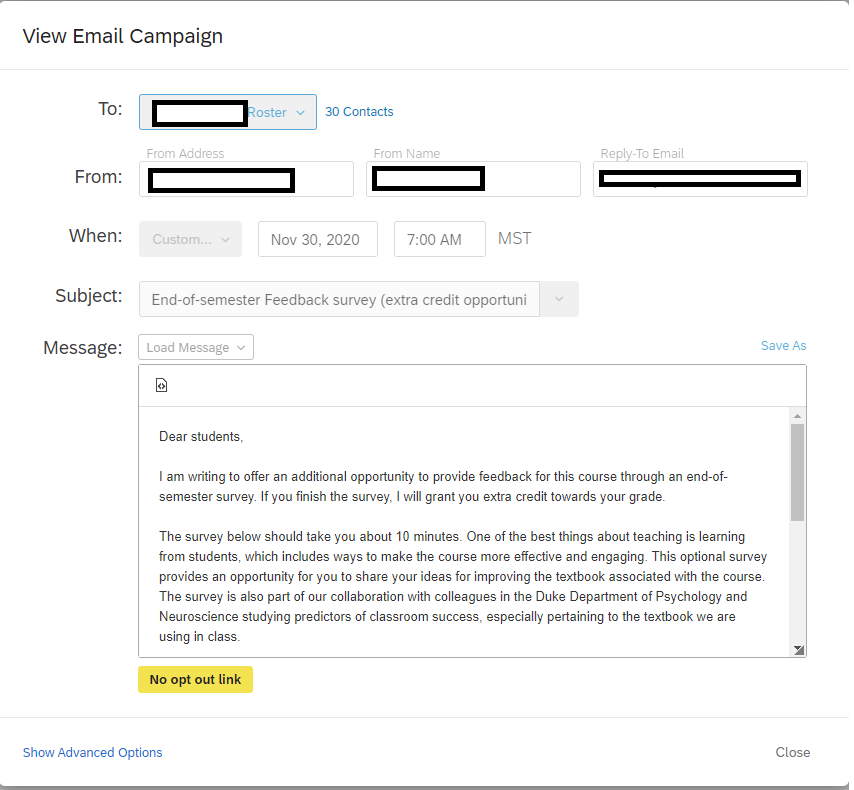 View Email Campaign
To: Roster 30 Contacts
From Address From Name Reply-To Email
From:
When: Custom... Nov 30, 2020 7:00 AM MST
Subject: End-of-semester Feedback survey (extra credit opportuni
Message: Load Message Save As
Dear students,
I am writing to offer an additional opportunity to provide feedback for this course through an end-of-
semester survey. If you finish the survey, I will grant you extra credit towards your grade.
The survey below should take you about 10 minutes. One of the best things about teaching is learning
from students, which includes ways to make the course more effective and engaging. This optional survey
provides an opportunity for you to share your ideas for improving the textbook associated with the course.
The survey is also part of our collaboration with colleagues in the Duke Department of Psychology and
Neuroscience studying predictors of classroom success, especially pertaining to the textbook we are
using in class.
No opt out link
Show Advanced Options Close